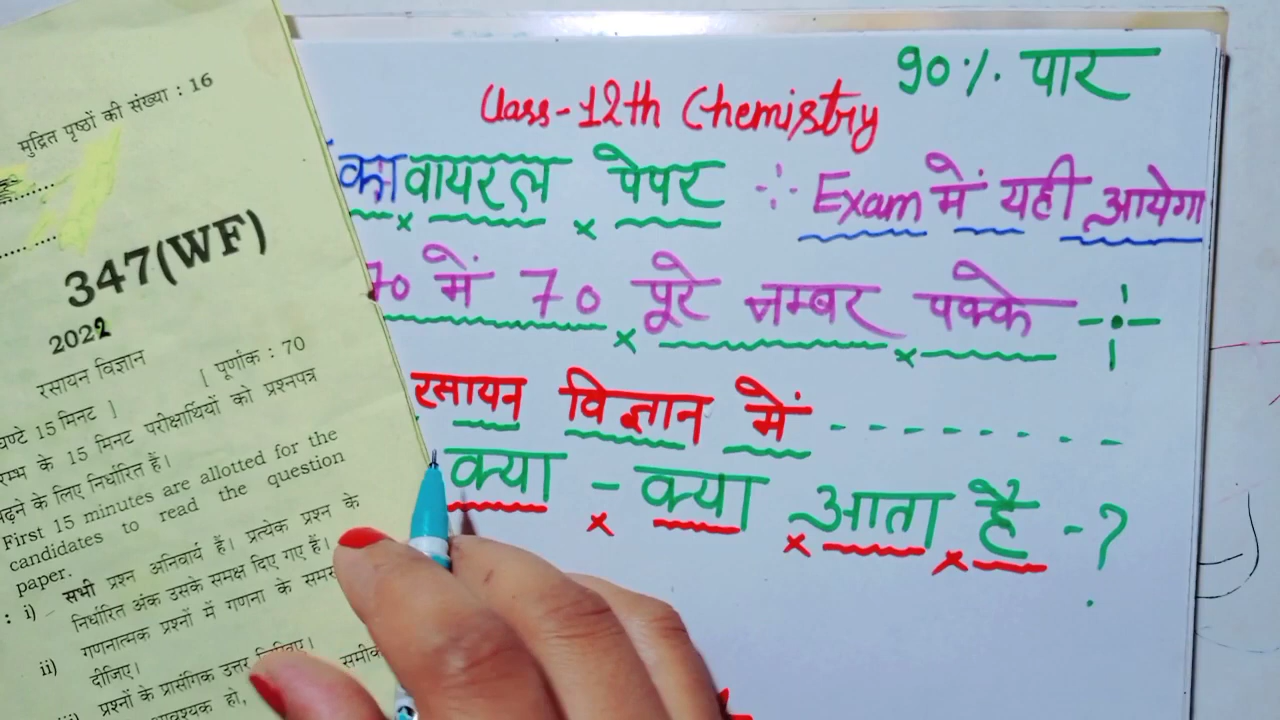 मुद्रित पृष्ठों की संख्या : 16
347(WF)
2022
रसायन विज्ञान
घण्टे 15 मिनट ] [ पूर्णांक : 70
रम्भ के 15 मिनट परीक्षार्थियों को प्रश्नपत्र
पढ़ने के लिए निर्धारित हैं।
First 15 minutes are allotted for the
candidates to read the question
paper.
: i) सभी प्रश्न अनिवार्य हैं। प्रत्येक प्रश्न के
निर्धारित अंक उसके समक्ष दिए गए हैं।
ii) गणनात्मक प्रश्नों में गणना के
दीजिए।
प्रश्नों के प्रासंगिक उत्तर
हो,
90% पार
Class-12th Chemistry
का वायरल पेपर Exam में यही आयेगा
70 में 70 पूरे नम्बर पक्के
रसायन विज्ञान में - - - - - - - -
क्या - क्या आता है - ?